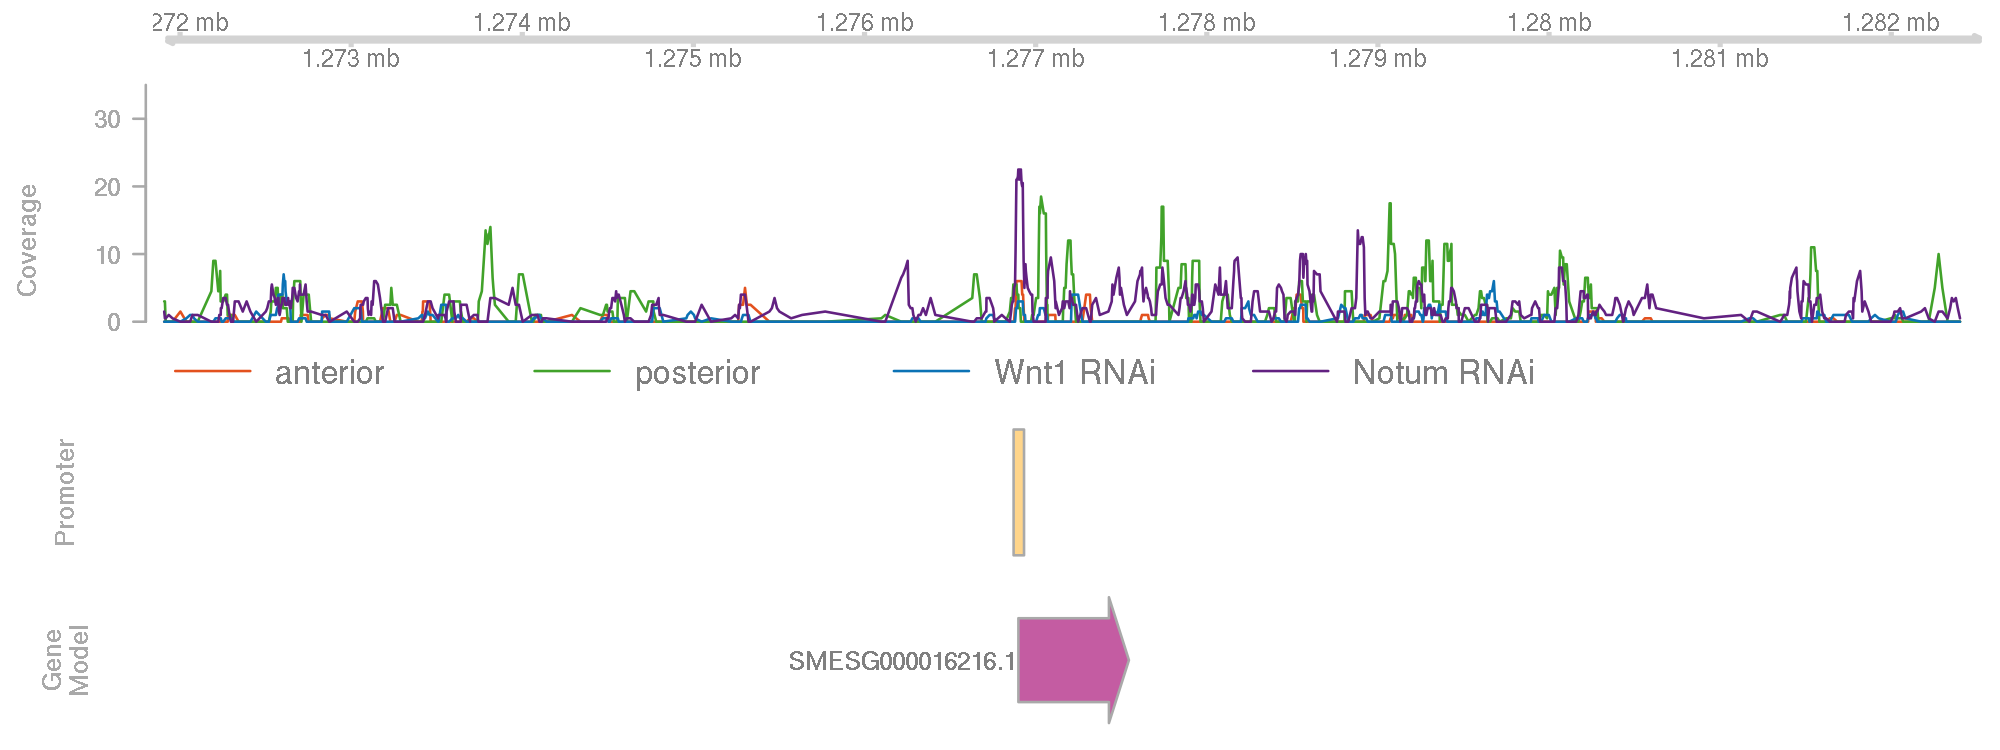 272 mb 1.274 mb 1.276 mb 1.278 mb 1.28 mb 1.282 mb
1.273 mb 1.275 mb 1.277 mb 1.279 mb 1.281 mb
Coverage
30
20
10
0
anterior posterior Wnt1 RNAi Notum RNAi
Promoter
Gene
Model
SMESG000016216.1